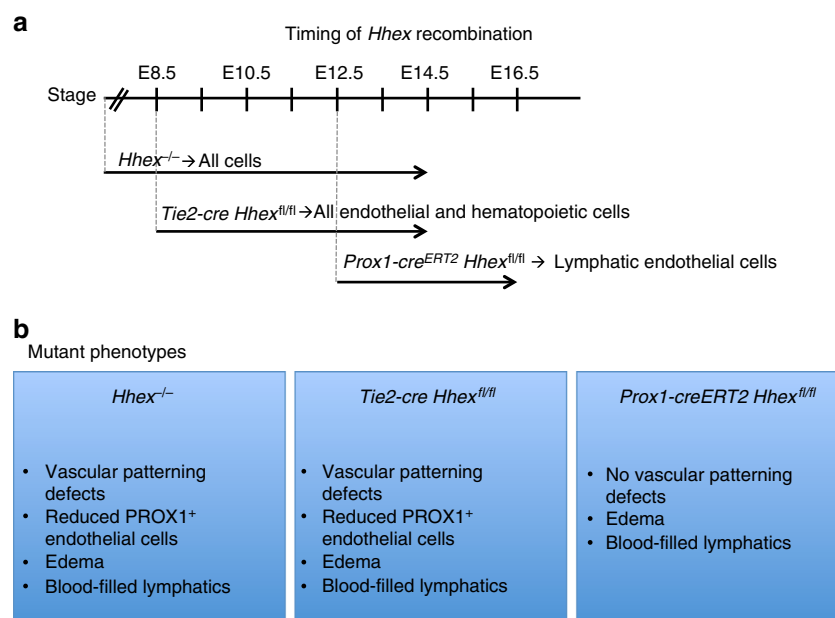 a
Timing of Hhex recombination
E8.5 E10.5 E12.5 E14.5 E16.5
Stage
Hhex–/– → All cells
Tie2-cre Hhexfl/fl → All endothelial and hematopoietic cells
Prox1-creERT2 Hhexfl/fl → Lymphatic endothelial cells
b
Mutant phenotypes
Hhex–/–
• Vascular patterning
defects
• Reduced PROX1+
endothelial cells
• Edema
• Blood-filled lymphatics
Tie2-cre Hhexfl/fl
• Vascular patterning
defects
• Reduced PROX1+
endothelial cells
• Edema
• Blood-filled lymphatics
Prox1-creERT2 Hhexfl/fl
• No vascular patterning
defects
• Edema
• Blood-filled lymphatics